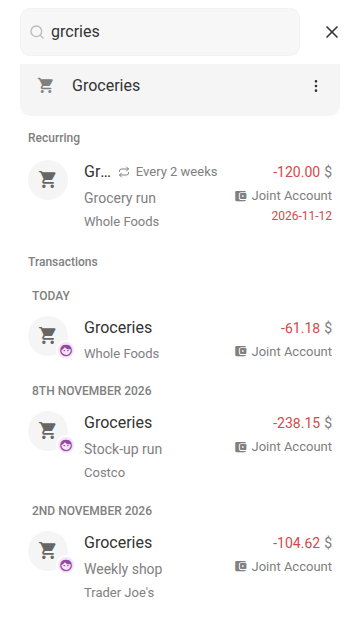 grcries
Groceries
Recurring
Gr... Every 2 weeks -120.00 $
Grocery run Joint Account
Whole Foods 2026-11-12
Transactions
TODAY
Groceries -61.18 $
Whole Foods Joint Account
8TH NOVEMBER 2026
Groceries -238.15 $
Stock-up run Joint Account
Costco
2ND NOVEMBER 2026
Groceries -104.62 $
Weekly shop Joint Account
Trader Joe's